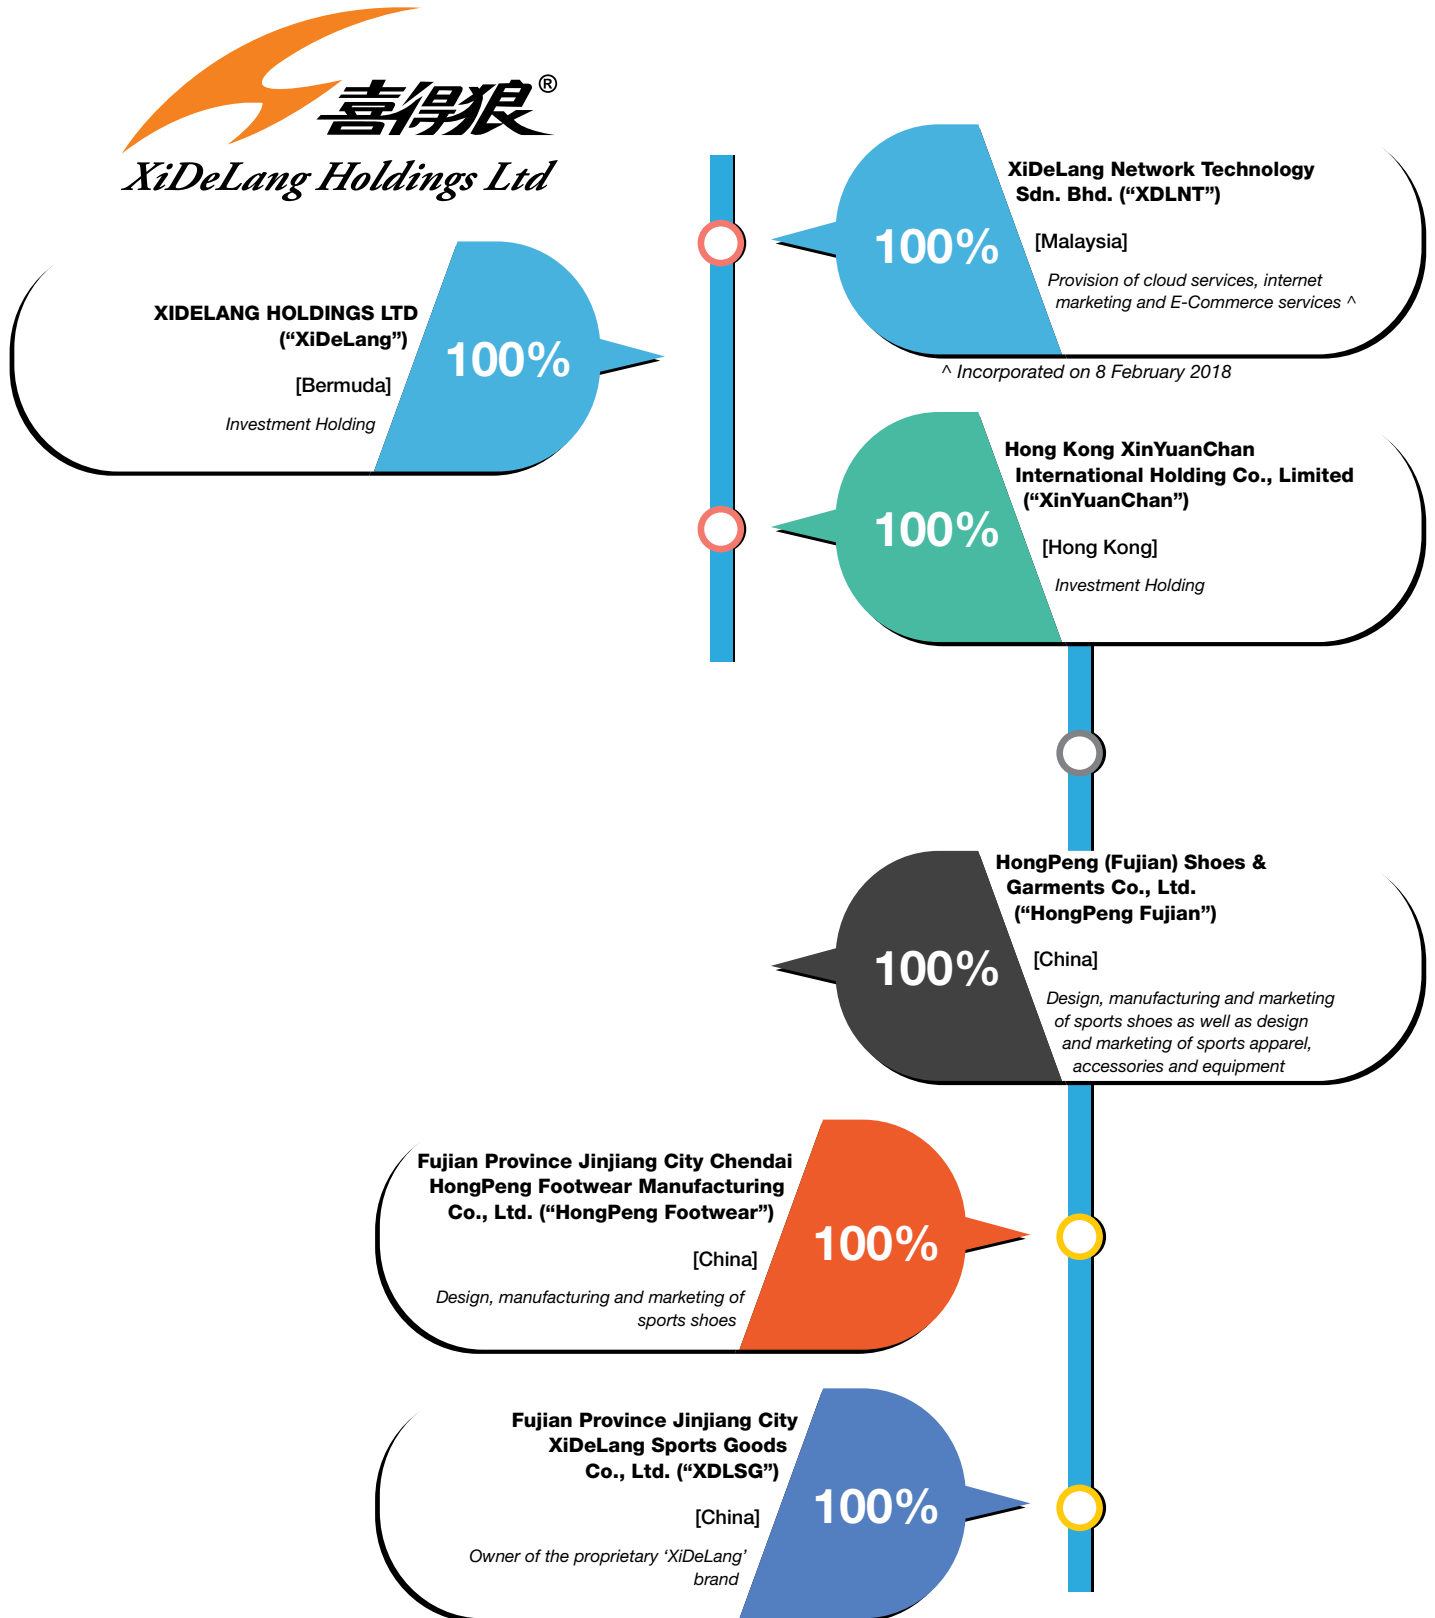 喜得狼®
XiDeLang Holdings Ltd
XIDELANG HOLDINGS LTD
(“XiDeLang”)
[Bermuda]
Investment Holding
100%
100%
XiDeLang Network Technology
Sdn. Bhd. (“XDLNT”)
[Malaysia]
Provision of cloud services, internet
marketing and E-Commerce services ^
^ Incorporated on 8 February 2018
100%
Hong Kong XinYuanChan
International Holding Co., Limited
(“XinYuanChan”)
[Hong Kong]
Investment Holding
100%
HongPeng (Fujian) Shoes &
Garments Co., Ltd.
(“HongPeng Fujian”)
[China]
Design, manufacturing and marketing
of sports shoes as well as design
and marketing of sports apparel,
accessories and equipment
Fujian Province Jinjiang City Chendai
HongPeng Footwear Manufacturing
Co., Ltd. (“HongPeng Footwear”)
[China]
Design, manufacturing and marketing of
sports shoes
100%
Fujian Province Jinjiang City
XiDeLang Sports Goods
Co., Ltd. (“XDLSG”)
[China]
Owner of the proprietary ‘XiDeLang’
brand
100%